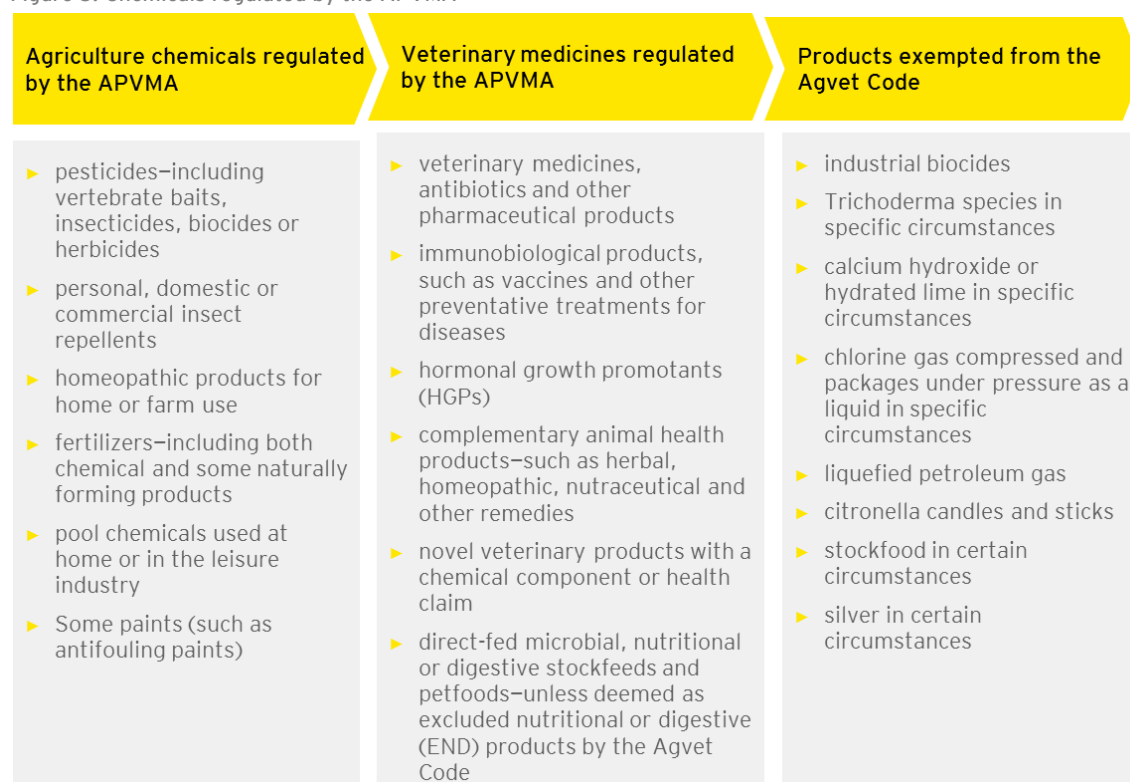 Agriculture chemicals regulated
by the APVMA
Veterinary medicines regulated
by the APVMA
Products exempted from the
Agvet Code
► pesticides—including
vertebrate baits,
insecticides, biocides or
herbicides
► personal, domestic or
commercial insect
repellents
► homeopathic products for
home or farm use
► fertilizers—including both
chemical and some naturally
forming products
► pool chemicals used at
home or in the leisure
industry
► Some paints (such as
antifouling paints)
► veterinary medicines,
antibiotics and other
pharmaceutical products
► immunobiological products,
such as vaccines and other
preventative treatments for
diseases
► hormonal growth promotants
(HGPs)
► complementary animal health
products—such as herbal,
homeopathic, nutraceutical and
other remedies
► novel veterinary products with a
chemical component or health
claim
► direct-fed microbial, nutritional
or digestive stockfeeds and
petfoods—unless deemed as
excluded nutritional or digestive
(END) products by the Agvet
Code
► industrial biocides
► Trichoderma species in
specific circumstances
► calcium hydroxide or
hydrated lime in specific
circumstances
► chlorine gas compressed and
packages under pressure as a
liquid in specific
circumstances
► liquefied petroleum gas
► citronella candles and sticks
► stockfood in certain
circumstances
► silver in certain
circumstances